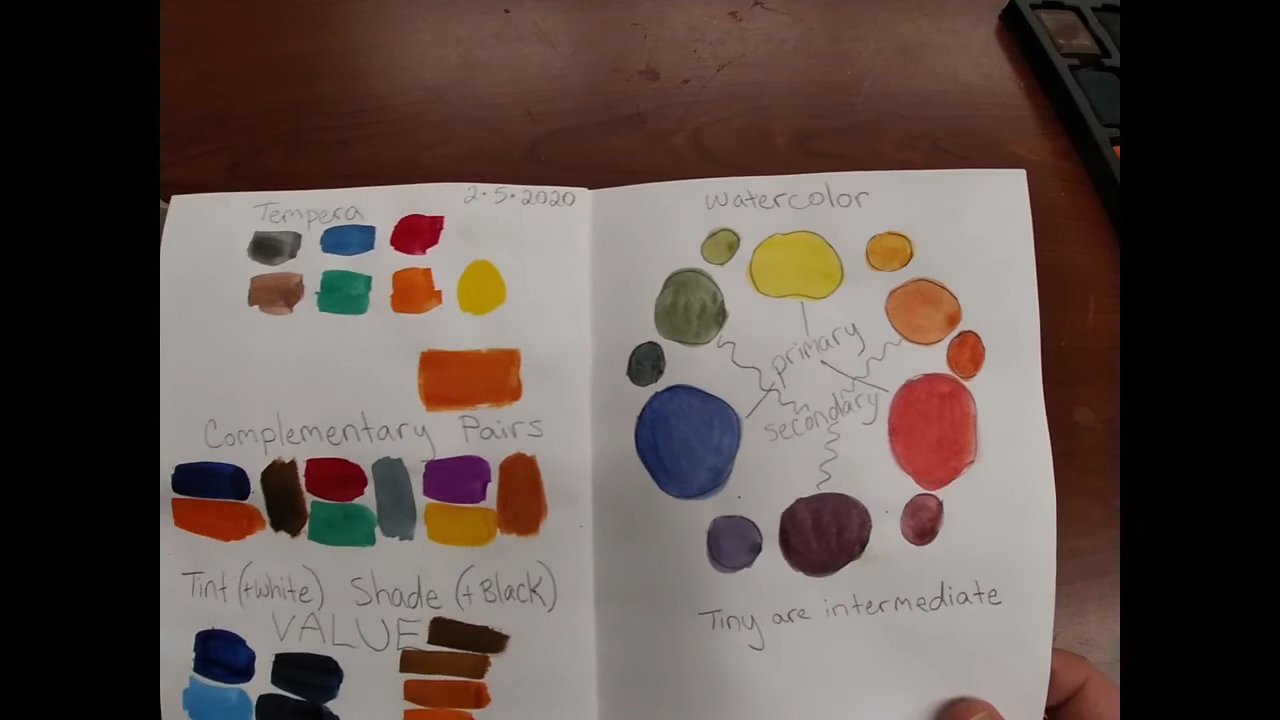 Tempera
2.5.2020
Complementary Pairs
Tint (+White) Shade (+Black)
VALUE
Watercolor
primary
secondary
Tiny are intermediate